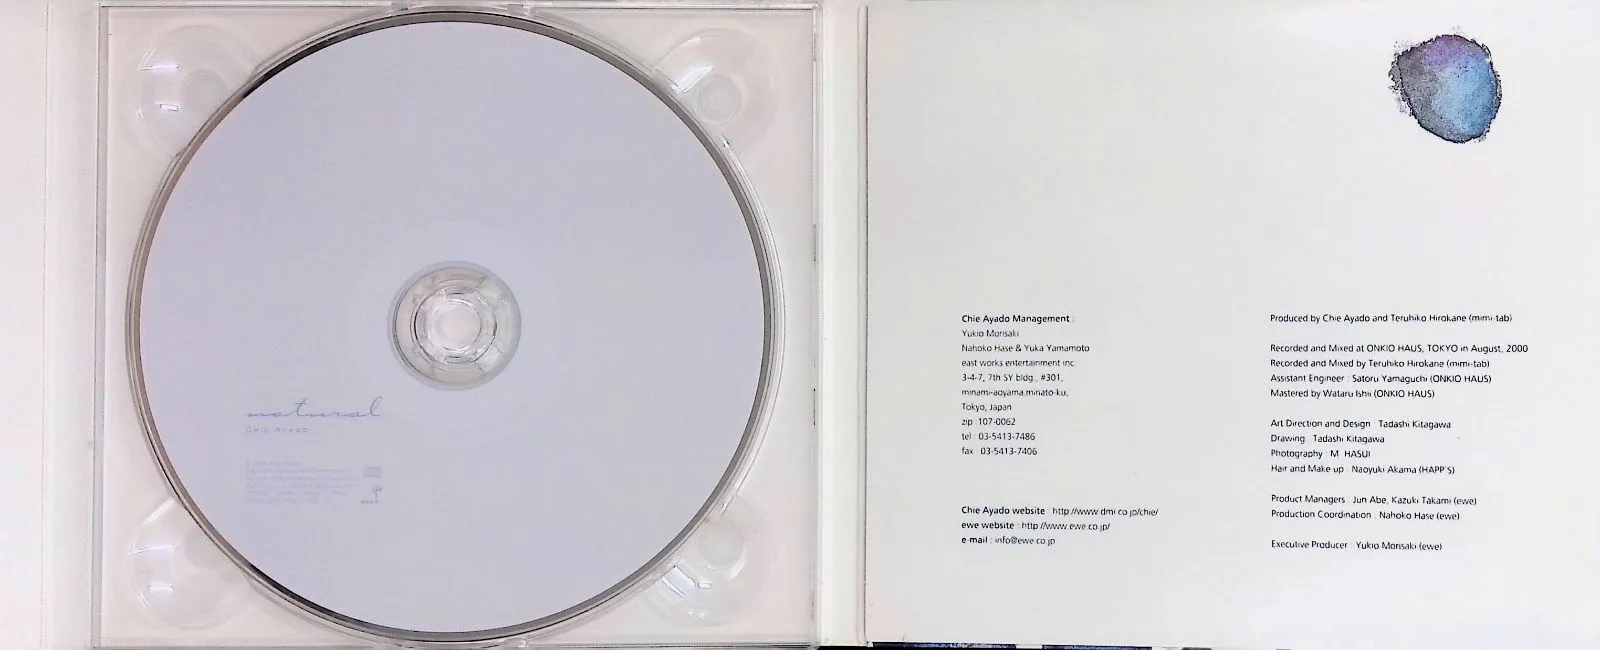 natural
Chie Ayado
Chie Ayado Management :
Yukio Morisaki
Nahoko Hase & Yuka Yamamoto
east works entertainment inc.
3-4-7, 7th SY bldg., #301,
minami-aoyama,minato-ku,
Tokyo, Japan
zip : 107-0062
tel : 03-5413-7486
fax : 03-5413-7406
Chie Ayado website : http://www.dmi.co.jp/chie/
ewe website : http://www.ewe.co.jp/
e-mail : info@ewe.co.jp
Produced by Chie Ayado and Teruhiko Hirokane (mimi-tab)
Recorded and Mixed at ONKIO HAUS, TOKYO in August, 2000
Recorded and Mixed by Teruhiko Hirokane (mimi-tab)
Assistant Engineer : Satoru Yamaguchi (ONKIO HAUS)
Mastered by Wataru Ishii (ONKIO HAUS)
Art Direction and Design : Tadashi Kitagawa
Drawing : Tadashi Kitagawa
Photography : M. HASUI
Hair and Make up : Naoyuki Akama (HAPP'S)
Product Managers : Jun Abe, Kazuki Takami (ewe)
Production Coordination : Nahoko Hase (ewe)
Executive Producer : Yukio Morisaki (ewe)